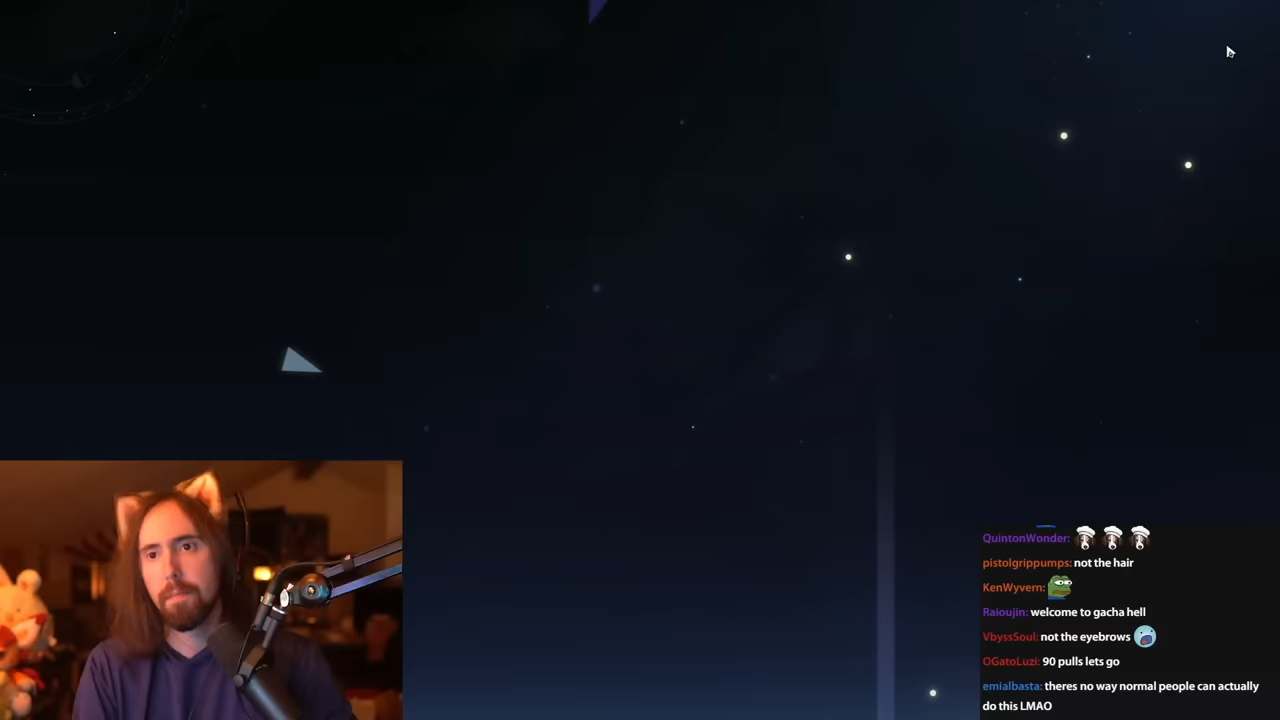 QuintonWonder:
pistolgrippumps: not the hair
KenWyvern:
Raioujin: welcome to gacha hell
VbyssSoul: not the eyebrows
OGatoLuzi: 90 pulls lets go
emialbasta: theres no way normal people can actually
do this LMAO